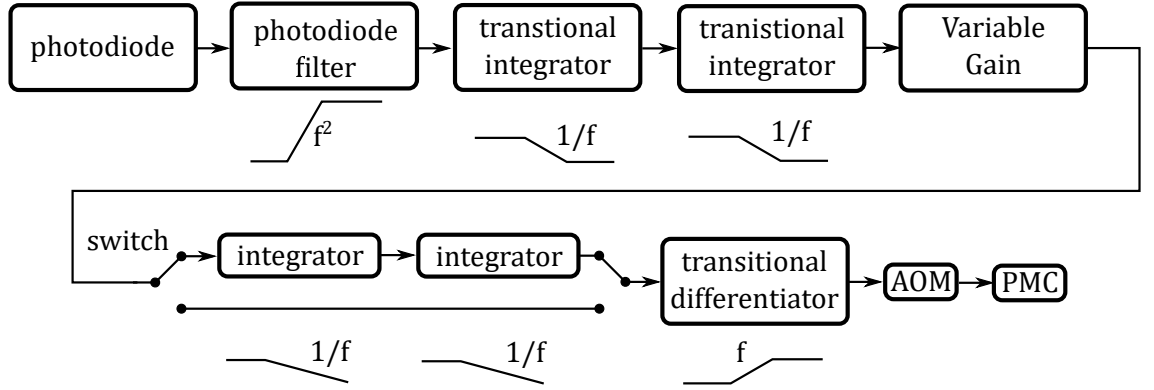 photodiode
photodiode
filter
transtional
integrator
tranistional
integrator
Variable
Gain
f²
1/f
1/f
switch
integrator
integrator
transitional
differentiator
AOM
PMC
1/f
1/f
f